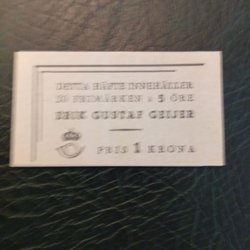 DETTA HÄFTE INNEHÅLLER
20 FRIMÄRKEN à 5 ÖRE
ERIK GUSTAF GEIJER
PRIS 1 KRONA